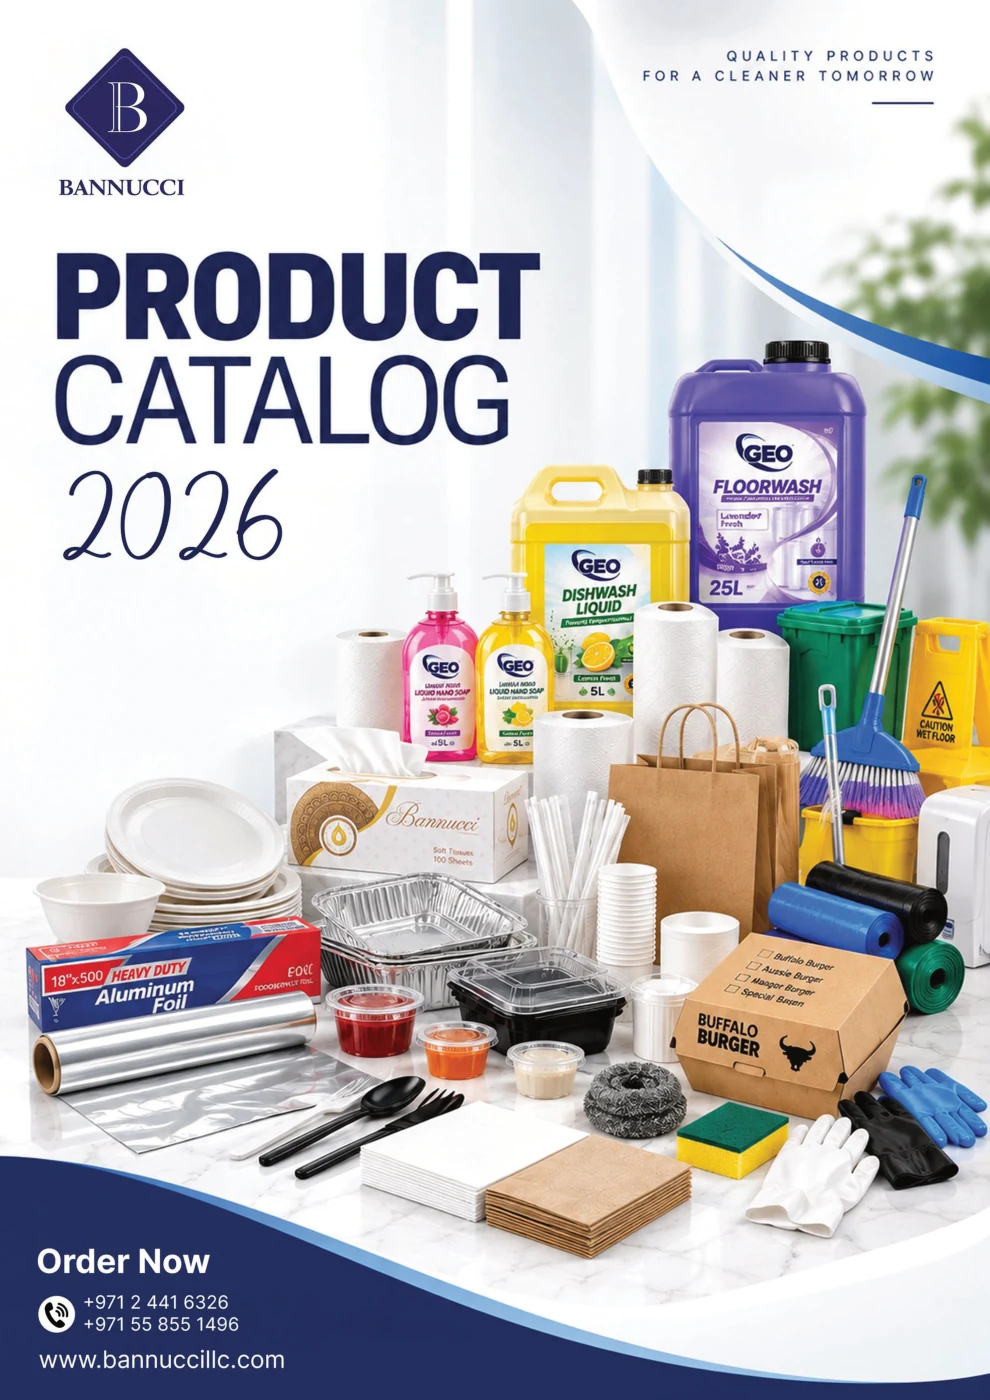 B
BANNUCCI
QUALITY PRODUCTS
FOR A CLEANER TOMORROW
PRODUCT
CATALOG
2026
GEO
FLOORWASH
Lavender
Fresh
25L
GEO
DISHWASH
LIQUID
Lemon Fresh
5L
GEO
LIQUID HAND SOAP
5L
GEO
LIQUID HAND SOAP
5L
CAUTION
WET FLOOR
Bannucci
Soft Tissues
100 Sheets
18"x500 HEAVY DUTY
Aluminum
Foil
Buffalo Burger
Aussie Burger
BUFFALO
BURGER
Order Now
+971 2 441 6326
+971 55 855 1496
www.bannuccillc.com